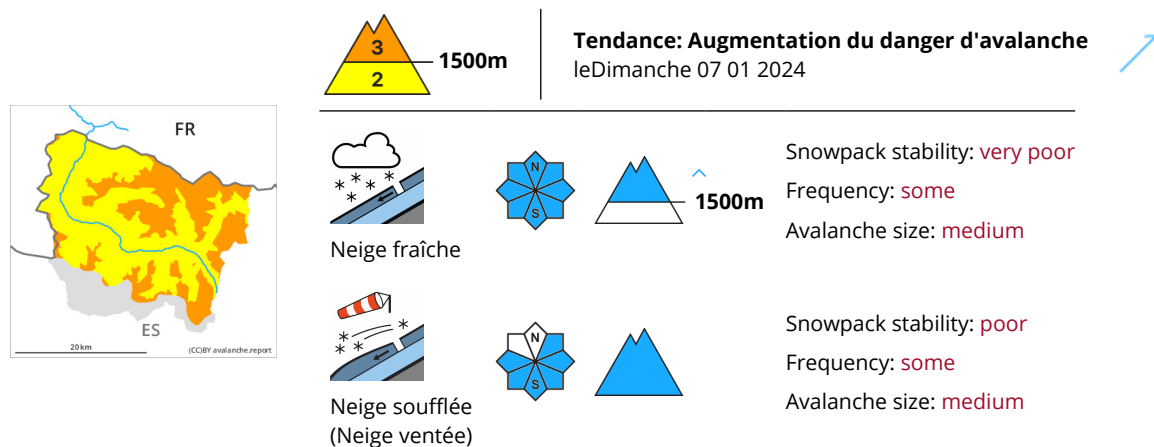 3
2
1500m
Tendance: Augmentation du danger d'avalanche
leDimanche 07 01 2024
FR
ES
20 km
(CC)BY avalanche.report
N
S
1500m
Neige fraîche
Snowpack stability: very poor
Frequency: some
Avalanche size: medium
N
S
Neige soufflée
(Neige ventée)
Snowpack stability: poor
Frequency: some
Avalanche size: medium